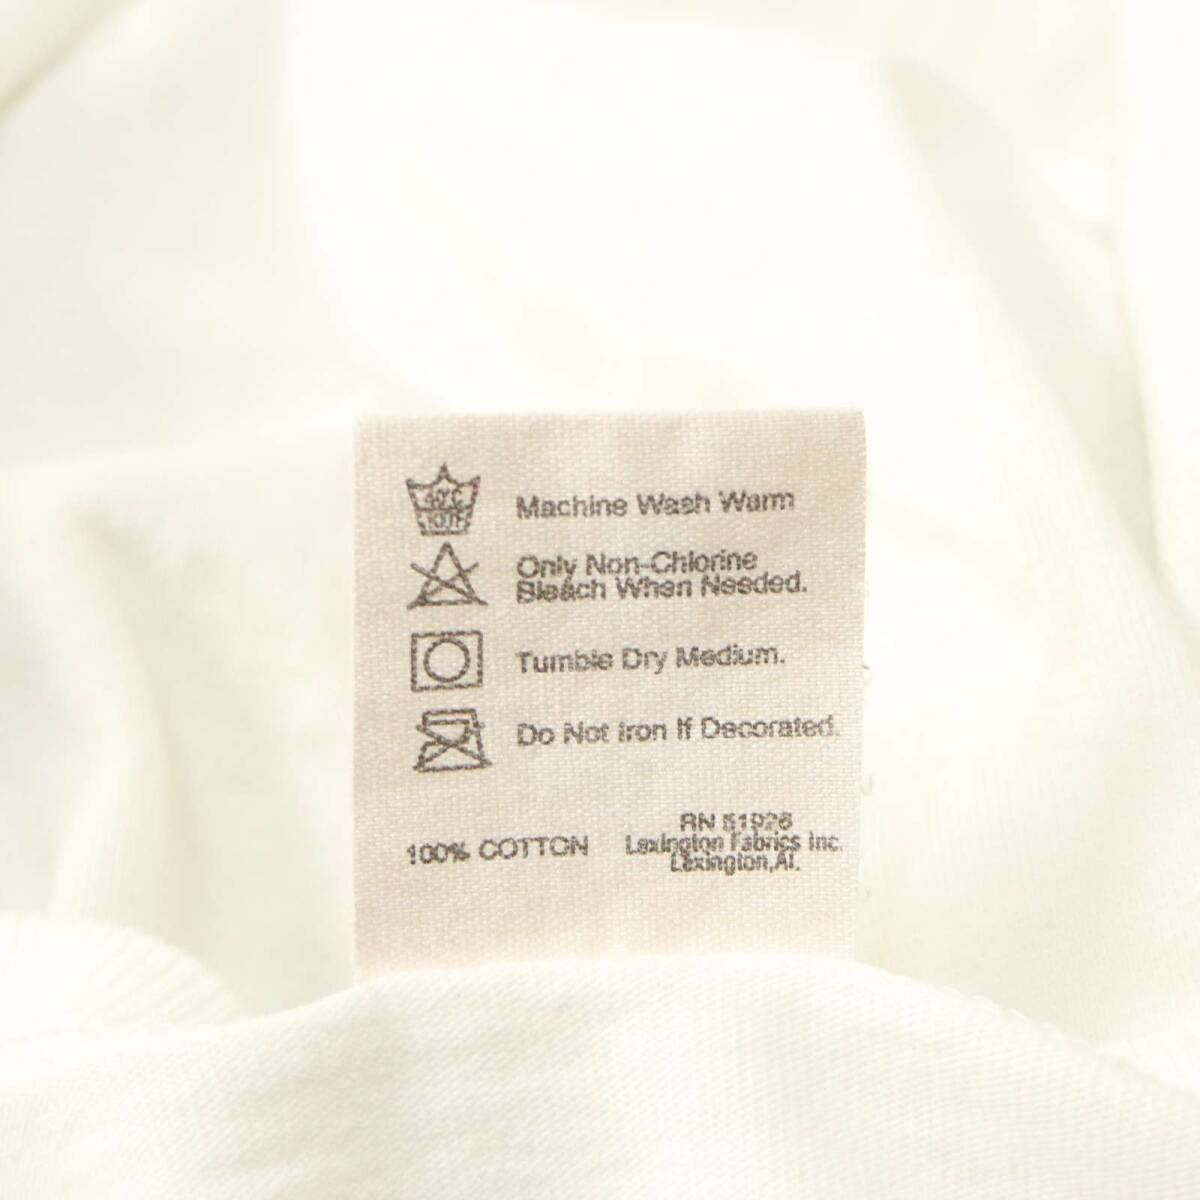 40°C
100°F
Machine Wash Warm
Only Non-Chlorine
Bleach When Needed.
Tumble Dry Medium.
Do Not Iron If Decorated.
100% COTTON
RN 51926
Lexington Fabrics Inc.
Lexington,Al.